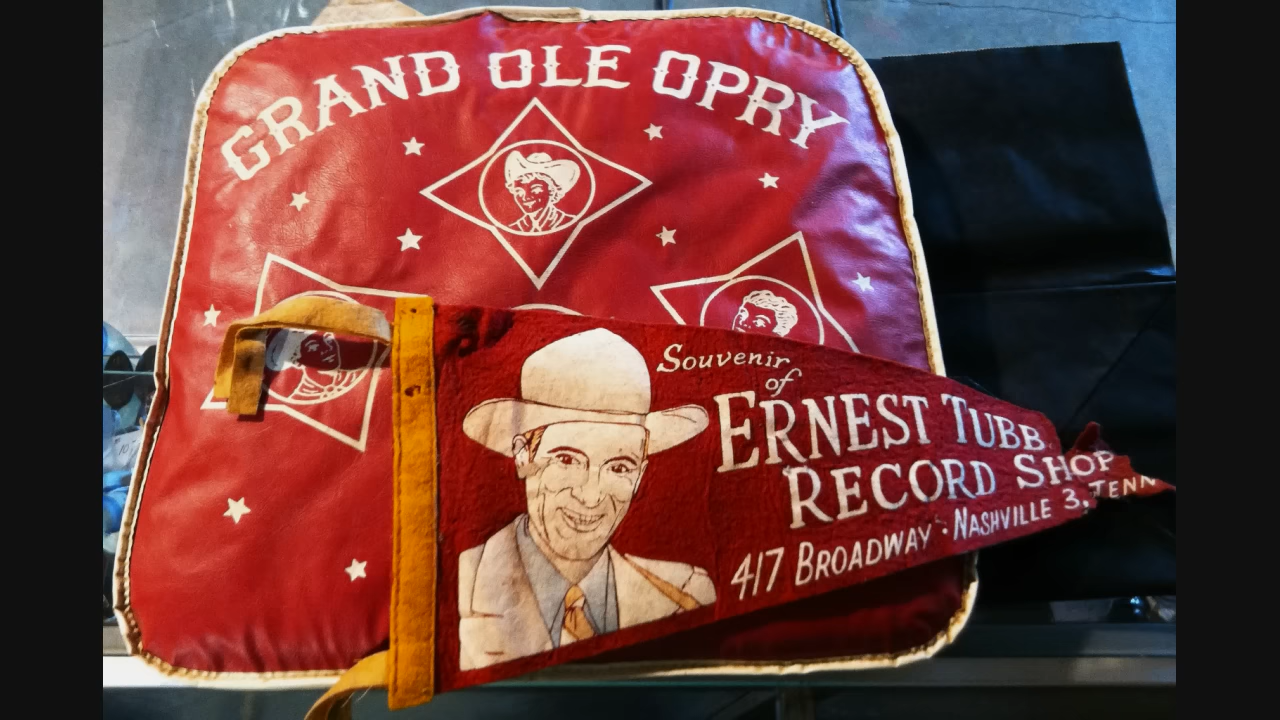 GRAND OLE OPRY
Souvenir
of
ERNEST TUBB
RECORD SHOP
417 BROADWAY · NASHVILLE 3, TENN